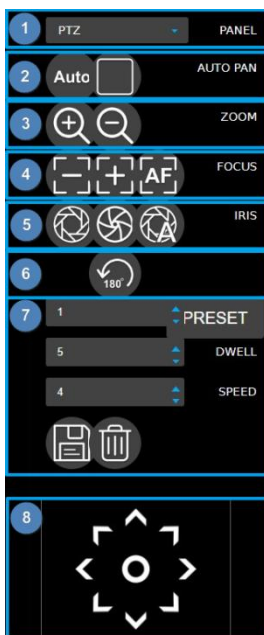 1 PTZ PANEL
2 Auto AUTO PAN
3 ZOOM
4 AF FOCUS
5 A IRIS
6 180°
7 1 PRESET
5 DWELL
4 SPEED
8